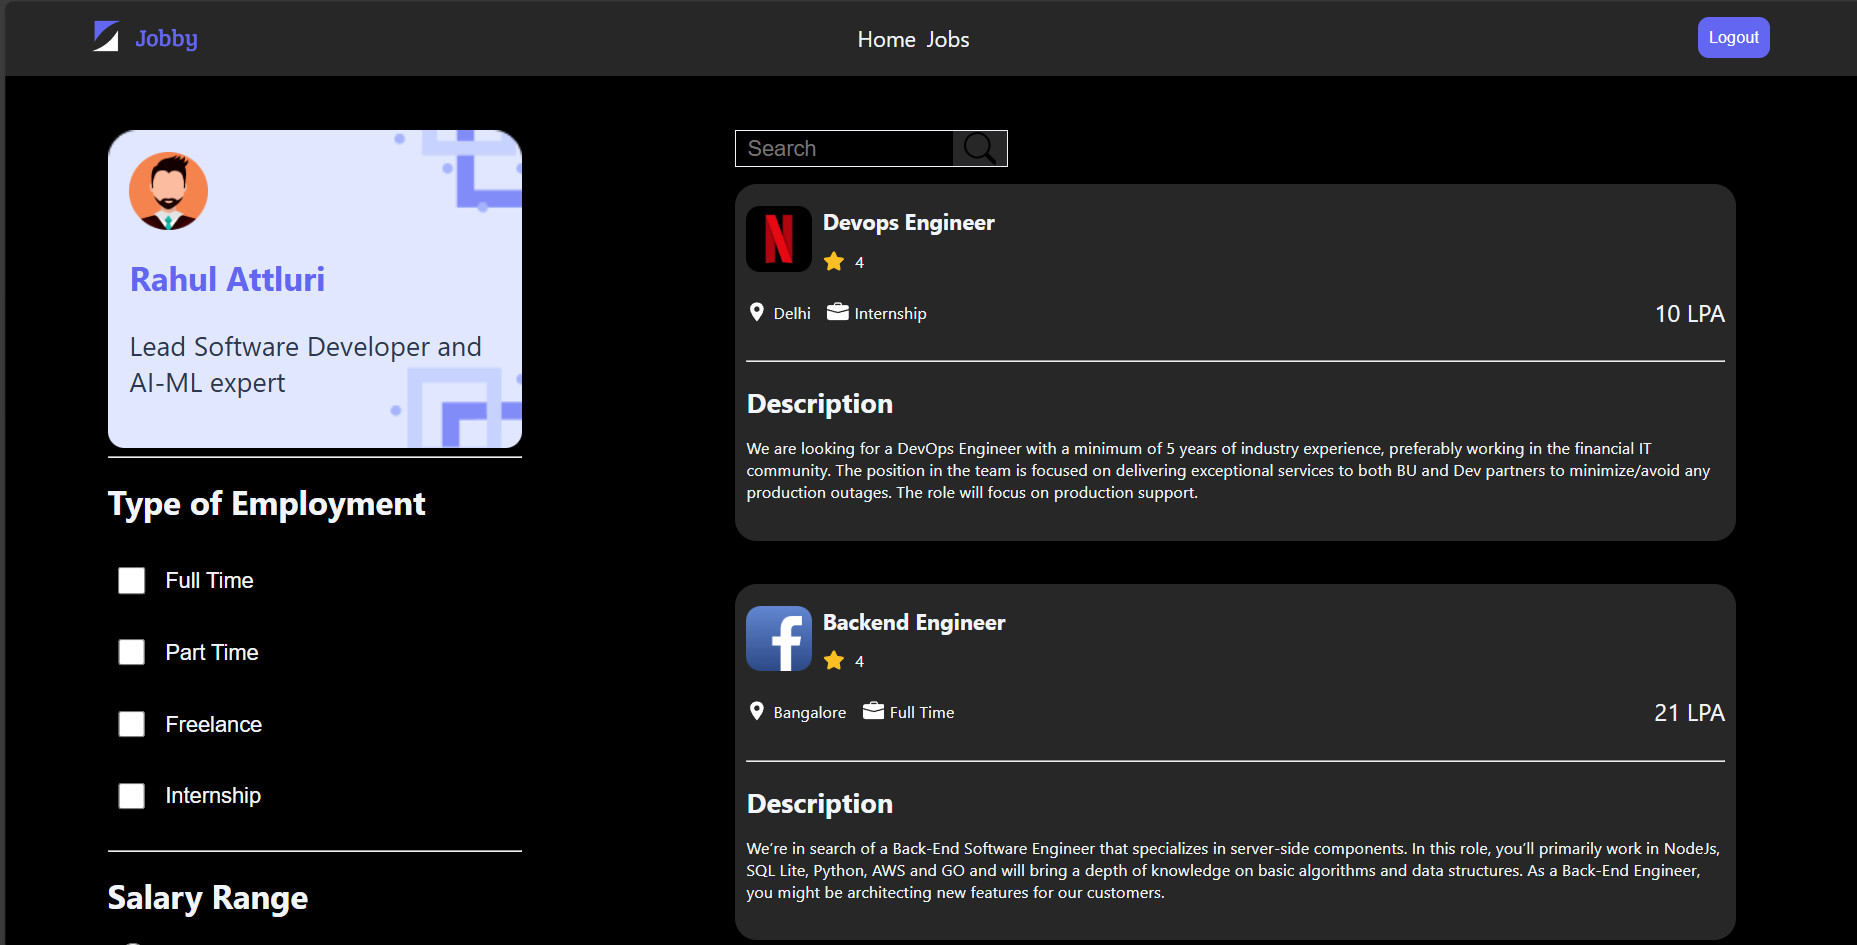 Jobby
Home Jobs
Logout
Rahul Attluri
Lead Software Developer and
AI-ML expert
Type of Employment
Full Time
Part Time
Freelance
Internship
Salary Range
Search
N
Devops Engineer
4
Delhi Internship
10 LPA
Description
We are looking for a DevOps Engineer with a minimum of 5 years of industry experience, preferably working in the financial IT
community. The position in the team is focused on delivering exceptional services to both BU and Dev partners to minimize/avoid any
production outages. The role will focus on production support.
f
Backend Engineer
4
Bangalore Full Time
21 LPA
Description
We’re in search of a Back-End Software Engineer that specializes in server-side components. In this role, you’ll primarily work in NodeJs,
SQL Lite, Python, AWS and GO and will bring a depth of knowledge on basic algorithms and data structures. As a Back-End Engineer,
you might be architecting new features for our customers.